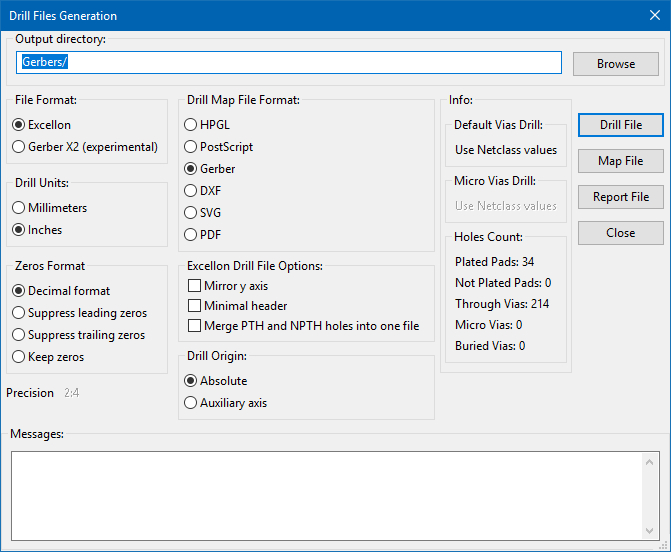 Drill Files Generation
Output directory:
Gerbers/
Browse
File Format:
Excellon
Gerber X2 (experimental)
Drill Units:
Millimeters
Inches
Zeros Format
Decimal format
Suppress leading zeros
Suppress trailing zeros
Keep zeros
Precision 2:4
Drill Map File Format:
HPGL
PostScript
Gerber
DXF
SVG
PDF
Excellon Drill File Options:
Mirror y axis
Minimal header
Merge PTH and NPTH holes into one file
Drill Origin:
Absolute
Auxiliary axis
Info:
Default Vias Drill:
Use Netclass values
Micro Vias Drill:
Use Netclass values
Holes Count:
Plated Pads: 34
Not Plated Pads: 0
Through Vias: 214
Micro Vias: 0
Buried Vias: 0
Drill File
Map File
Report File
Close
Messages: